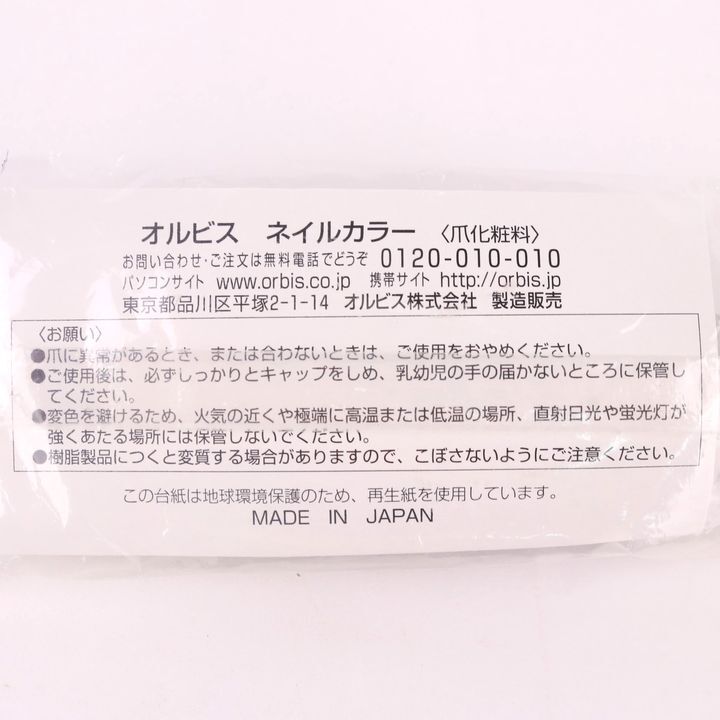 オルビス ネイルカラー 〈爪化粧料〉
お問い合わせ・ご注文は無料電話でどうぞ 0120-010-010
パソコンサイト www.orbis.co.jp 携帯サイト http://orbis.jp
東京都品川区平塚2-1-14 オルビス株式会社 製造販売
〈お願い〉
●爪に異常があるとき、または合わないときは、ご使用をおやめください。
●ご使用後は、必ずしっかりとキャップをしめ、乳幼児の手の届かないところに保管し
てください。
●変色を避けるため、火気の近くや極端に高温または低温の場所、直射日光や蛍光灯が
強くあたる場所には保管しないでください。
●樹脂製品につくと変質する場合がありますので、こぼさないようにご注意ください。
この台紙は地球環境保護のため、再生紙を使用しています。
MADE IN JAPAN